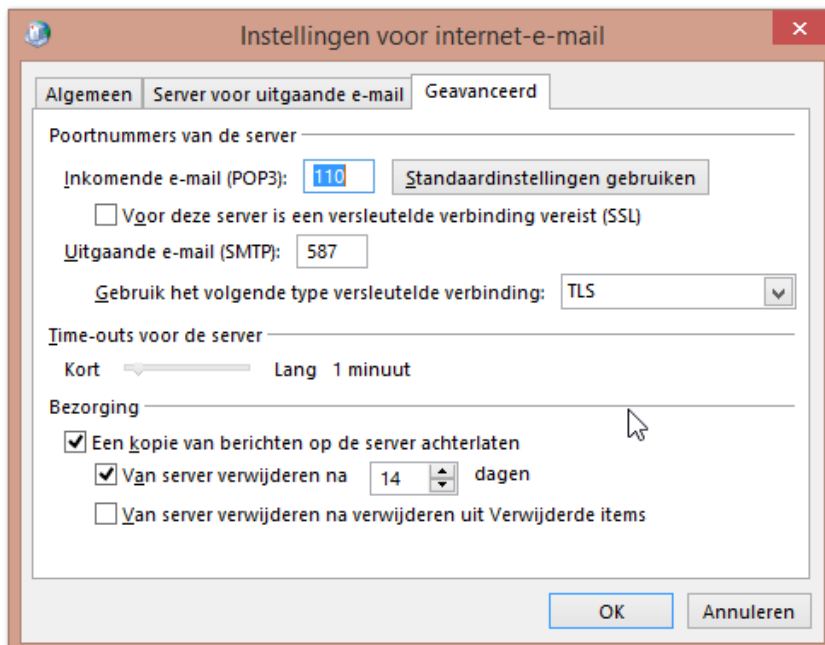 Instellingen voor internet-e-mail
Algemeen Server voor uitgaande e-mail Geavanceerd
Poortnummers van de server
Inkomende e-mail (POP3): 110 Standaardinstellingen gebruiken
Voor deze server is een versleutelde verbinding vereist (SSL)
Uitgaande e-mail (SMTP): 587
Gebruik het volgende type versleutelde verbinding: TLS
Time-outs voor de server
Kort Lang 1 minuut
Bezorging
Een kopie van berichten op de server achterlaten
Van server verwijderen na 14 dagen
Van server verwijderen na verwijderen uit Verwijderde items
OK Annuleren